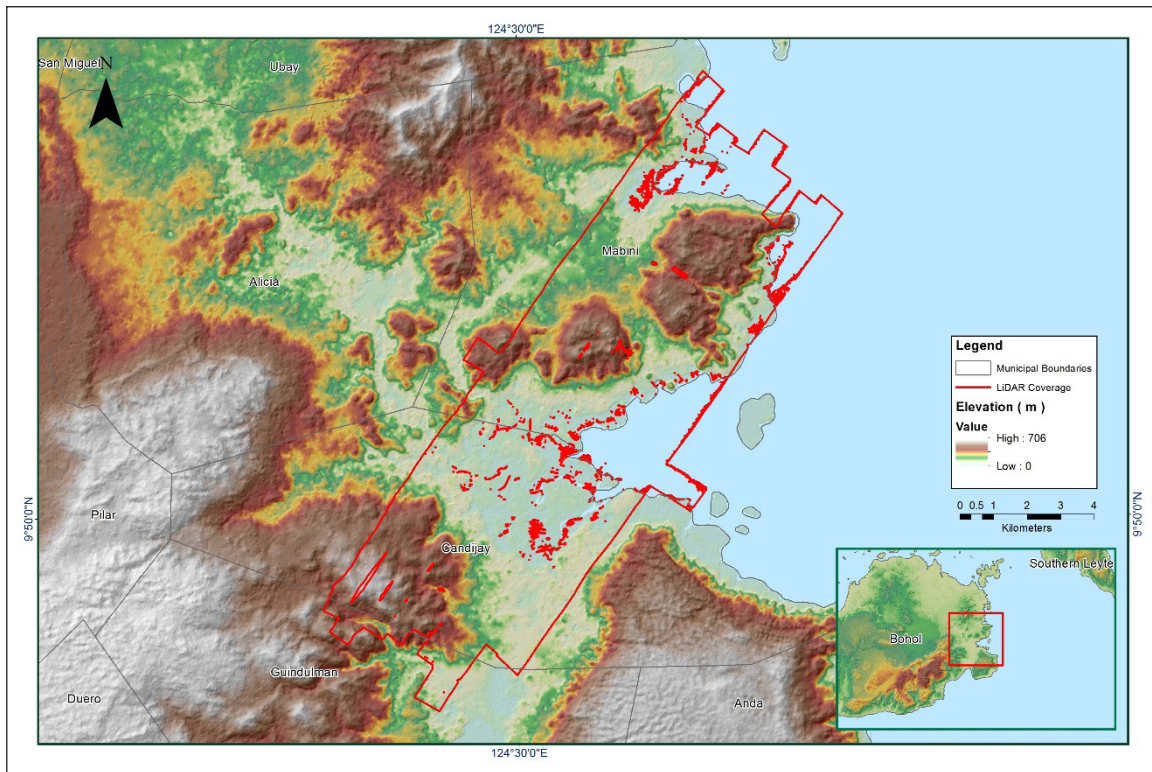 124°30'0"E
San Miguel
N
Ubay
Mabini
Alicia
Legend
Municipal Boundaries
LiDAR Coverage
Elevation ( m )
Value
High : 706
Low : 0
0 0.5 1 2 3 4
Kilometers
Pilar
9°50'0"N
9°50'0"N
Candijay
Southern Leyte
Bohol
Guindulman
Duero
Anda
124°30'0"E